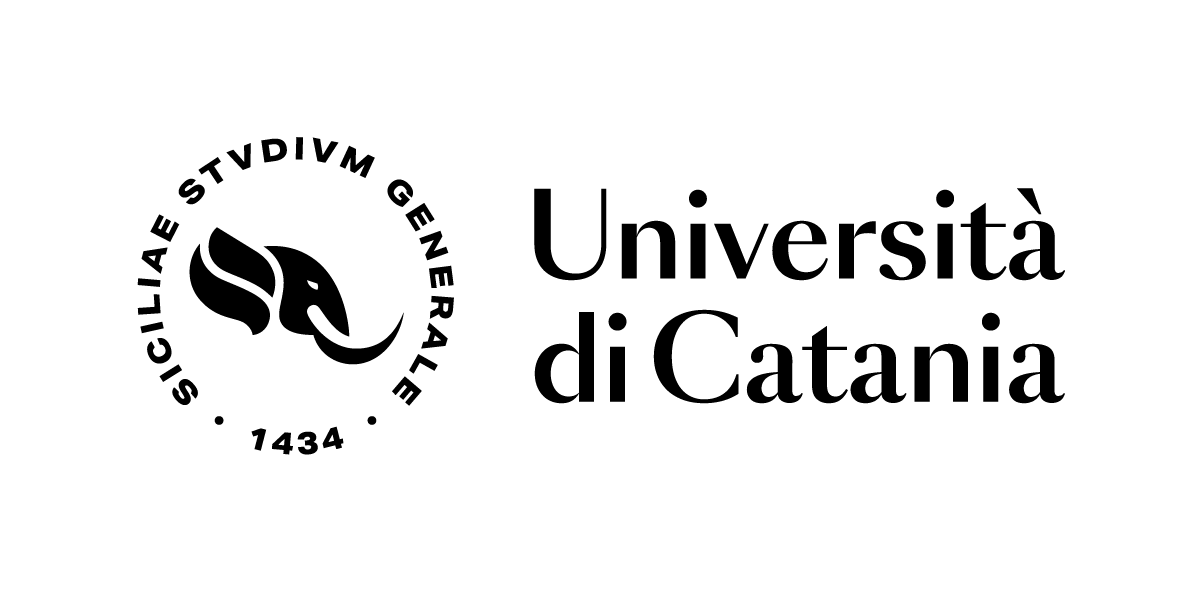 SICILIAE STVDIVM GENERALE
· 1434 ·
Università
di Catania